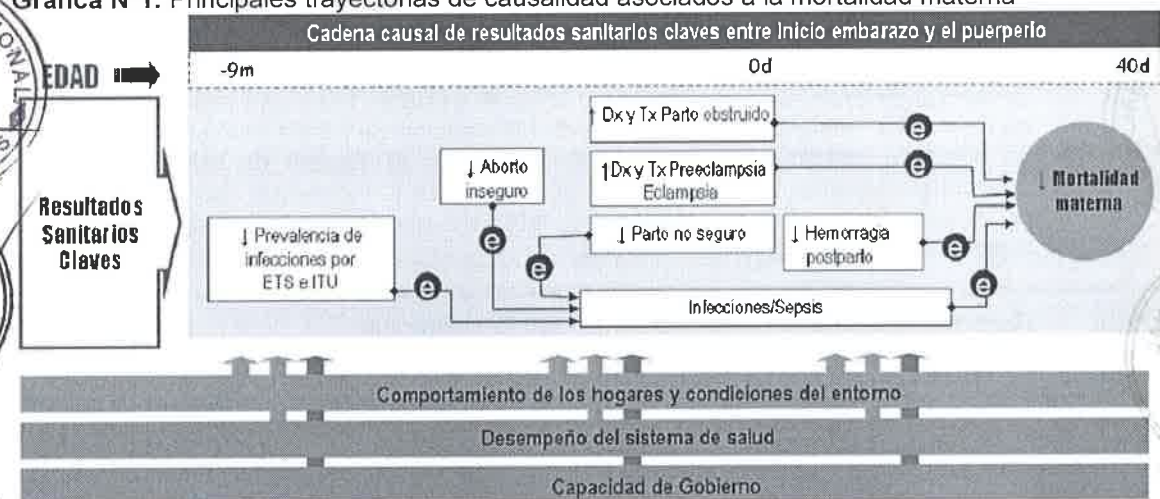 Gráfica Nº 1. Principales trayectorias de causalidad asociados a la mortalidad materna
Cadena causal de resultados sanitarios claves entre Inicio embarazo y el puerperio
EDAD
-9m 0d 40d
Resultados
Sanitarios
Claves
↑ Dx y Tx Parto obstruido
e
↓ Aborto
inseguro
↑Dx y Tx Preeclampsia
Eclampsia
e
↓ Mortalidad
materna
↓ Prevalencia de
infecciones por
ETS e ITU
e
e
e
↓ Parto no seguro
↓ Hemorragia
postparto
e
Infecciones/Sepsis
e
Comportamiento de los hogares y condiciones del entorno
Desempeño del sistema de salud
Capacidad de Gobierno